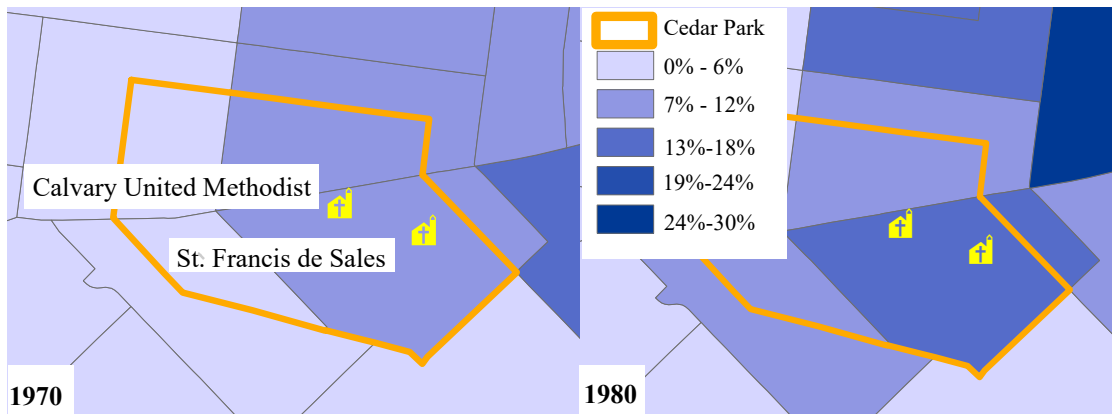 Calvary United Methodist
St. Francis de Sales
1970
Cedar Park
0% - 6%
7% - 12%
13%-18%
19%-24%
24%-30%
1980